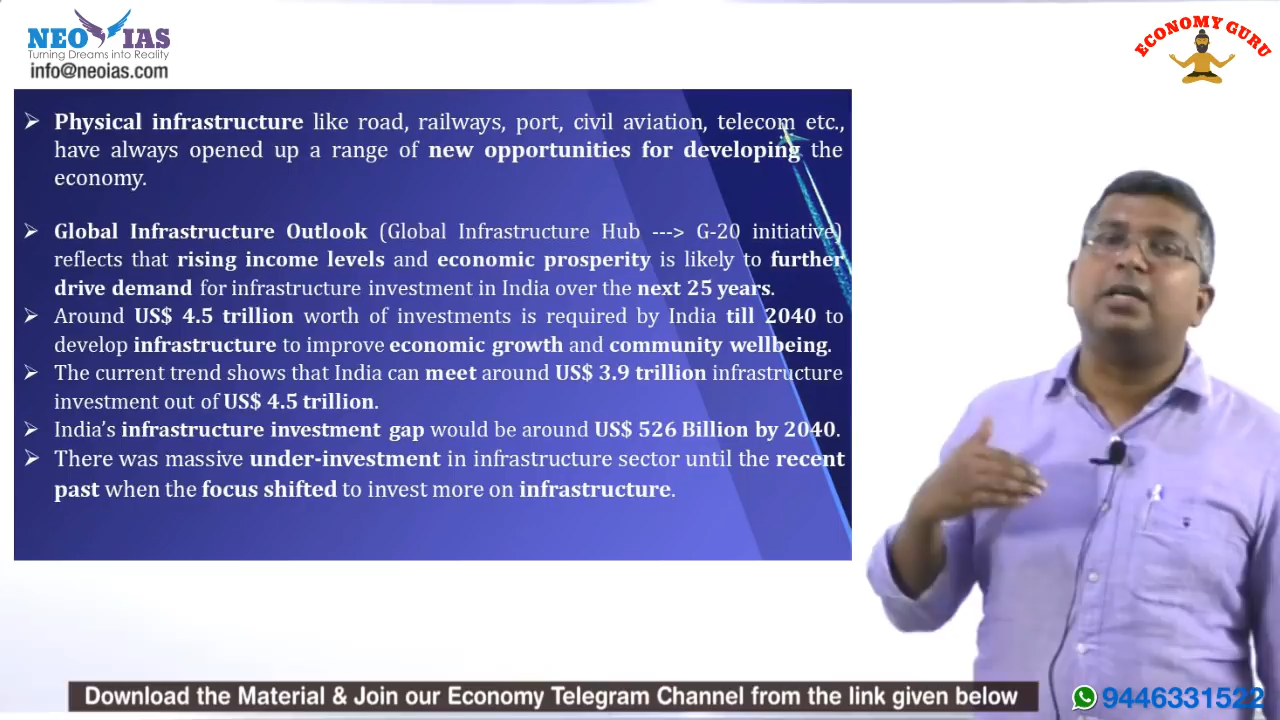 NEO IAS
Turning Dreams into Reality
info@neoias.com
ECONOMY GURU
➢ Physical infrastructure like road, railways, port, civil aviation, telecom etc.,
have always opened up a range of new opportunities for developing the
economy.
➢ Global Infrastructure Outlook (Global Infrastructure Hub ---> G-20 initiative)
reflects that rising income levels and economic prosperity is likely to further
drive demand for infrastructure investment in India over the next 25 years.
➢ Around US$ 4.5 trillion worth of investments is required by India till 2040 to
develop infrastructure to improve economic growth and community wellbeing.
➢ The current trend shows that India can meet around US$ 3.9 trillion infrastructure
investment out of US$ 4.5 trillion.
➢ India’s infrastructure investment gap would be around US$ 526 Billion by 2040.
➢ There was massive under-investment in infrastructure sector until the recent
past when the focus shifted to invest more on infrastructure.
Download the Material & Join our Economy Telegram Channel from the link given below
9446331522